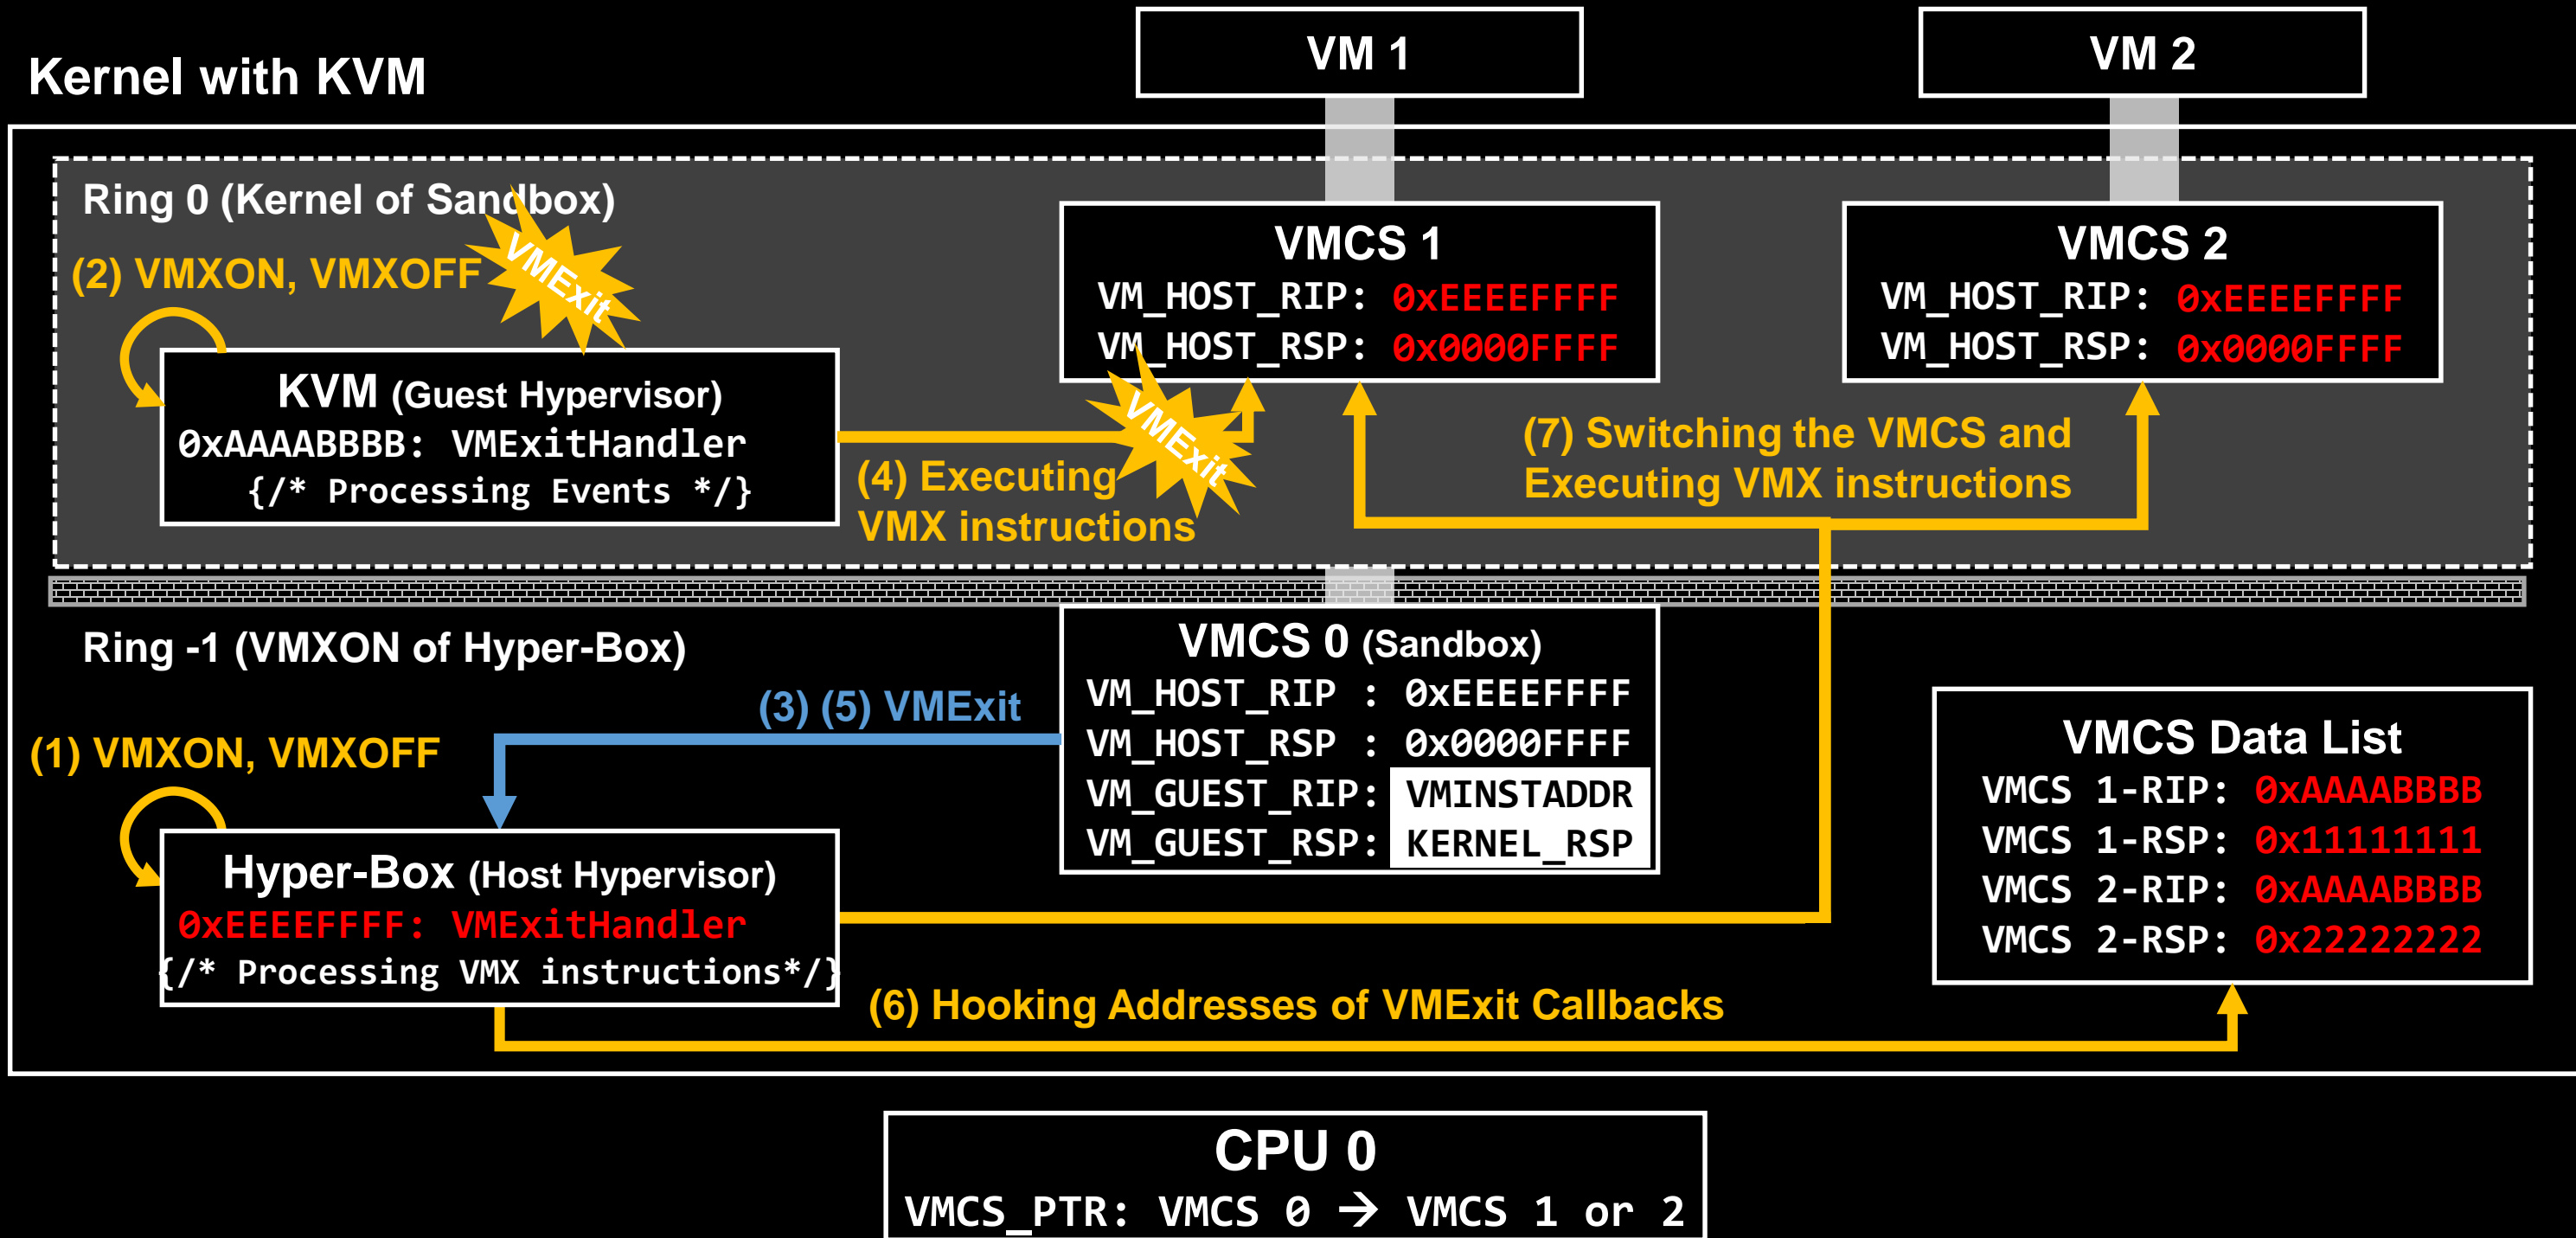 VM 1
VM 2
Kernel with KVM
Ring 0 (Kernel of Sandbox)
(2) VMXON, VMXOFF
VMExit
KVM (Guest Hypervisor)
0xAAAABBBB: VMExitHandler
{/* Processing Events */}
VMCS 1
VM_HOST_RIP: 0xEEEEFFFF
VM_HOST_RSP: 0x0000FFFF
VMCS 2
VM_HOST_RIP: 0xEEEEFFFF
VM_HOST_RSP: 0x0000FFFF
VMExit
(4) Executing
VMX instructions
(7) Switching the VMCS and
Executing VMX instructions
Ring -1 (VMXON of Hyper-Box)
(3) (5) VMExit
(1) VMXON, VMXOFF
Hyper-Box (Host Hypervisor)
0xEEEEFFFF: VMExitHandler
{/* Processing VMX instructions*/}
VMCS 0 (Sandbox)
VM_HOST_RIP : 0xEEEEFFFF
VM_HOST_RSP : 0x0000FFFF
VM_GUEST_RIP: VMINSTADDR
VM_GUEST_RSP: KERNEL_RSP
VMCS Data List
VMCS 1-RIP: 0xAAAABBBB
VMCS 1-RSP: 0x11111111
VMCS 2-RIP: 0xAAAABBBB
VMCS 2-RSP: 0x22222222
(6) Hooking Addresses of VMExit Callbacks
CPU 0
VMCS_PTR: VMCS 0 → VMCS 1 or 2